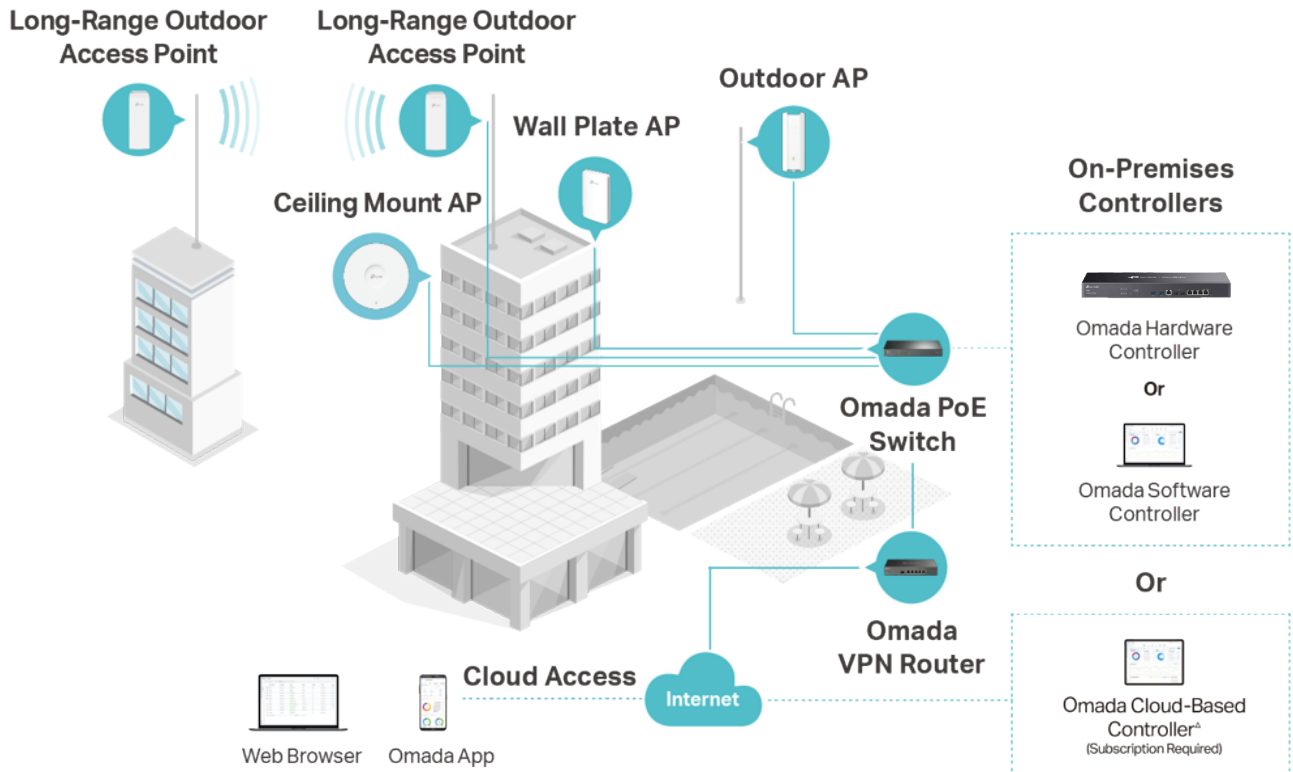 Long-Range Outdoor
Access Point
Long-Range Outdoor
Access Point
Outdoor AP
Wall Plate AP
Ceiling Mount AP
On-Premises
Controllers
Omada Hardware
Controller
Or
Omada Software
Controller
Omada PoE
Switch
Or
Omada
VPN Router
Cloud Access
Internet
Web Browser
Omada App
Omada Cloud-Based
Controller△
(Subscription Required)